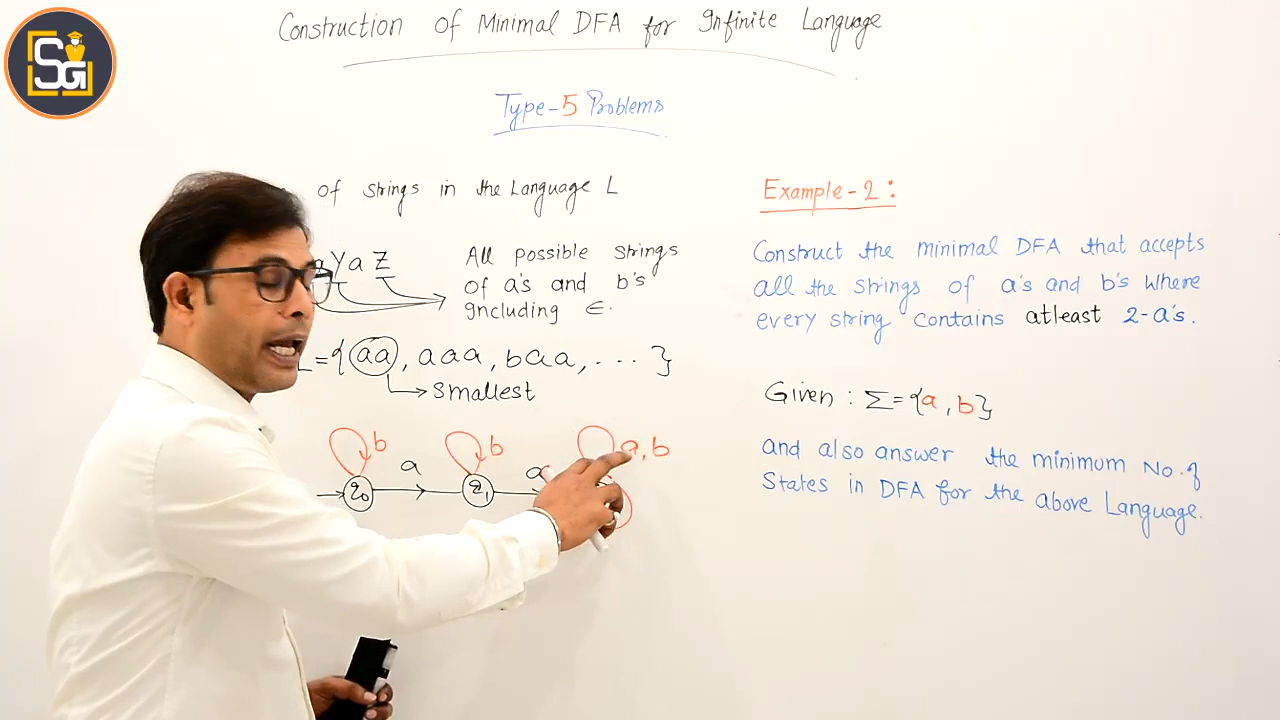 SG
Construction of Minimal DFA for Infinite Language
Type-5 Problems
of strings in the Language L
Y a Z
All possible strings
of a's and b's
Including ∈.
L={aa, aaa, baa, ... }
smallest
b
b
a, b
a
a
q0
q1
Example-2:
Construct the minimal DFA that accepts
all the strings of a's and b's where
every string contains atleast 2-a's.
Given : Σ={a, b}
and also answer the minimum No. of
States in DFA for the above Language.